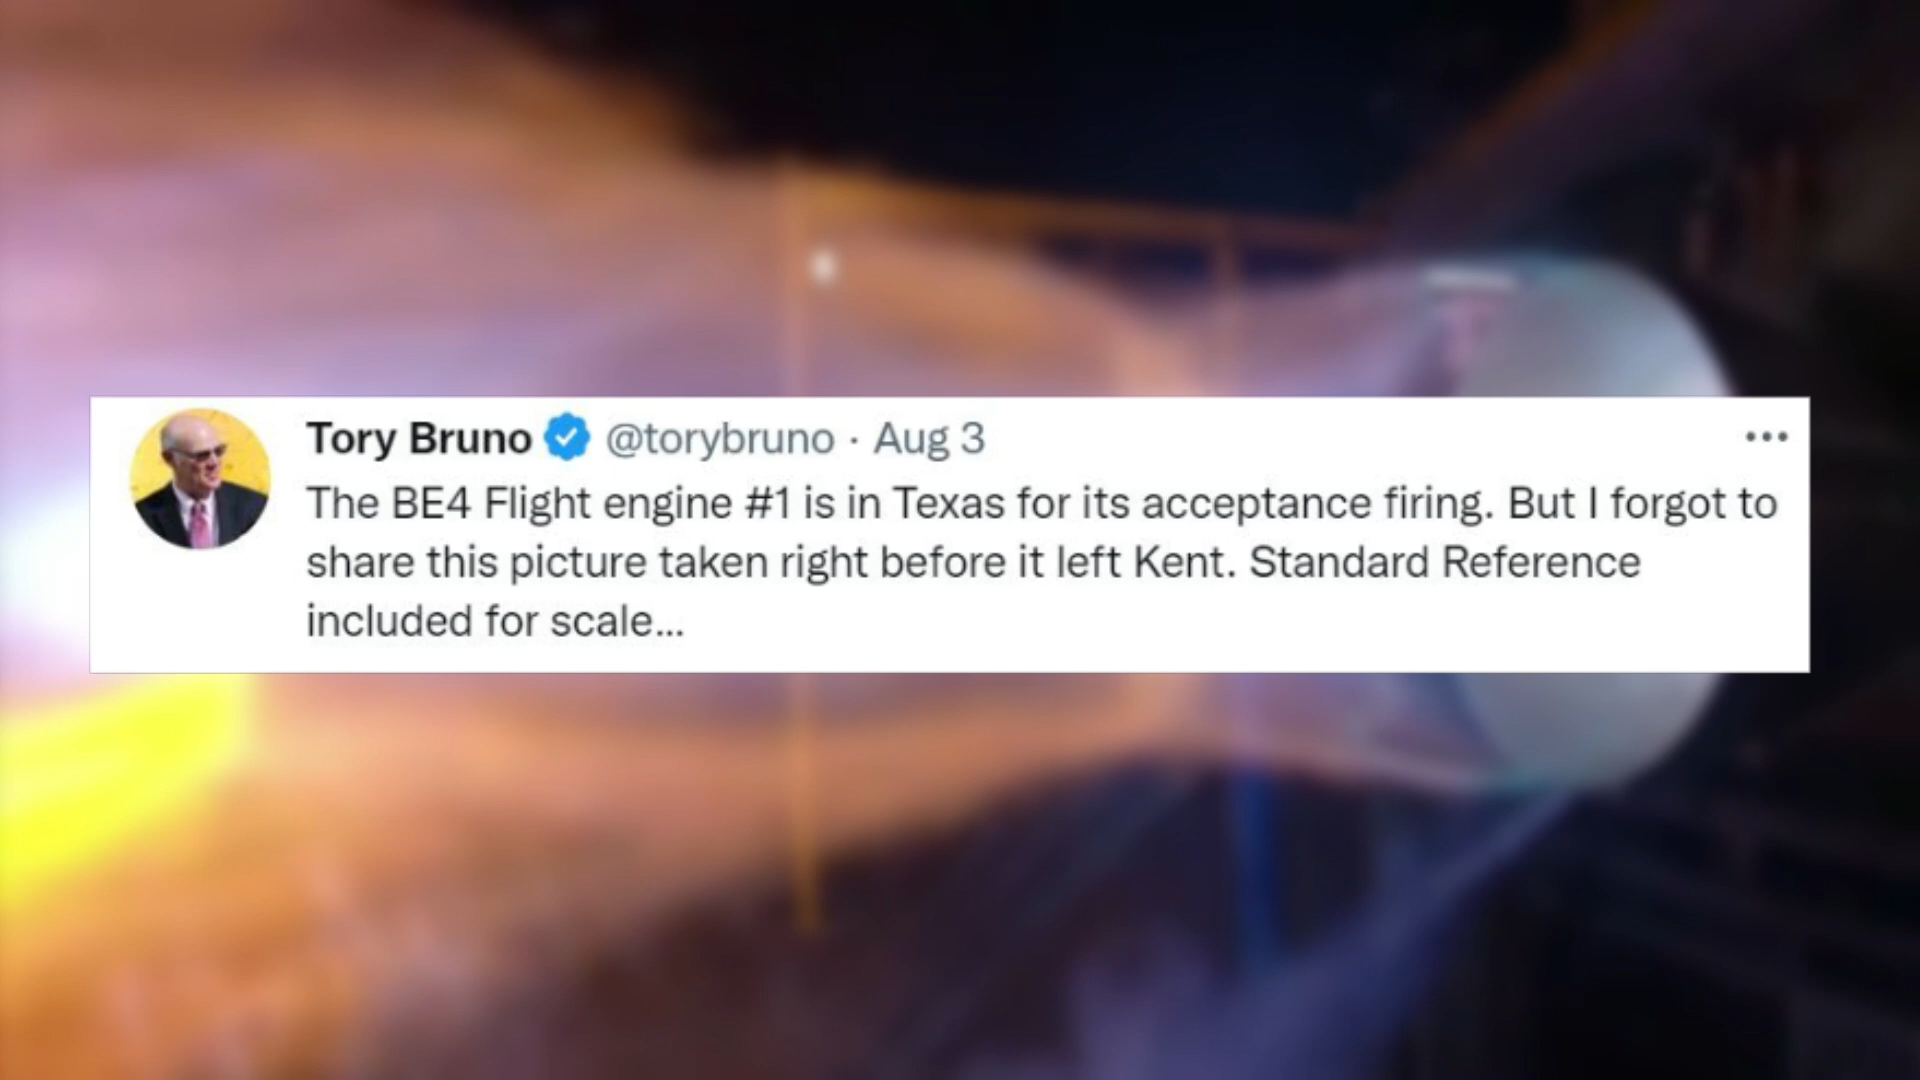 Tory Bruno @torybruno · Aug 3
The BE4 Flight engine #1 is in Texas for its acceptance firing. But I forgot to
share this picture taken right before it left Kent. Standard Reference
included for scale...